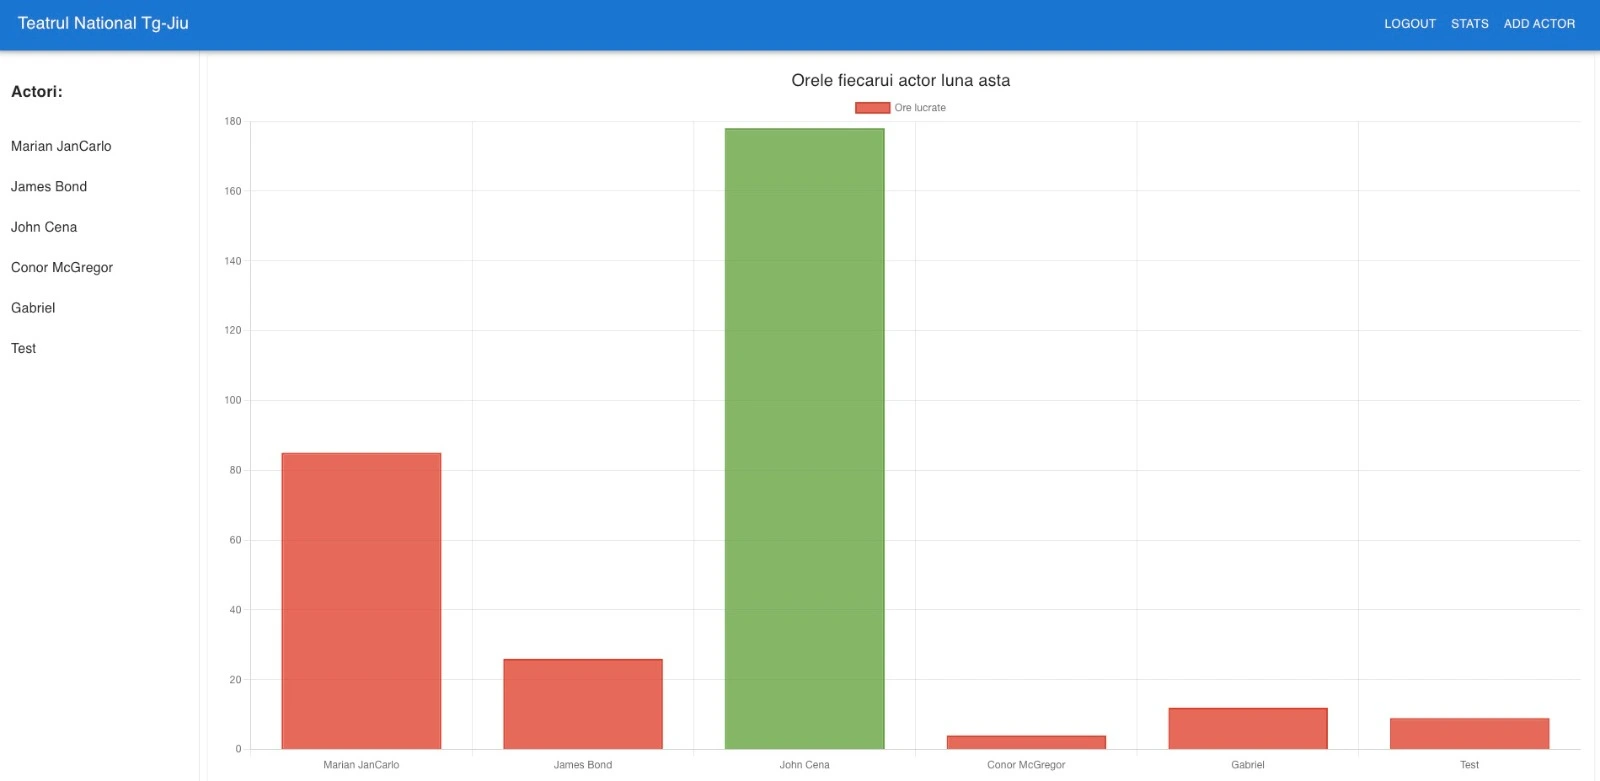 Teatrul National Tg-Jiu
LOGOUT STATS ADD ACTOR
Actori:
Marian JanCarlo
James Bond
John Cena
Conor McGregor
Gabriel
Test
Orele fiecarui actor luna asta
Ore lucrate
180
160
140
120
100
80
60
40
20
0
Marian JanCarlo James Bond John Cena Conor McGregor Gabriel Test